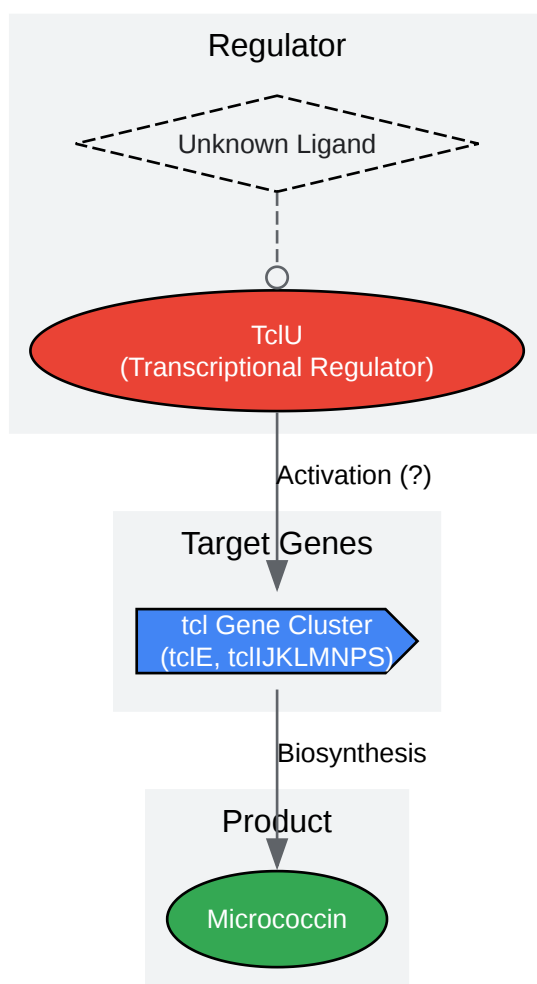 Regulator
Unknown Ligand
TclU
(Transcriptional Regulator)
Activation (?)
Target Genes
tcl Gene Cluster
(tclE, tclIJKLMNPS)
Biosynthesis
Product
Micrococcin